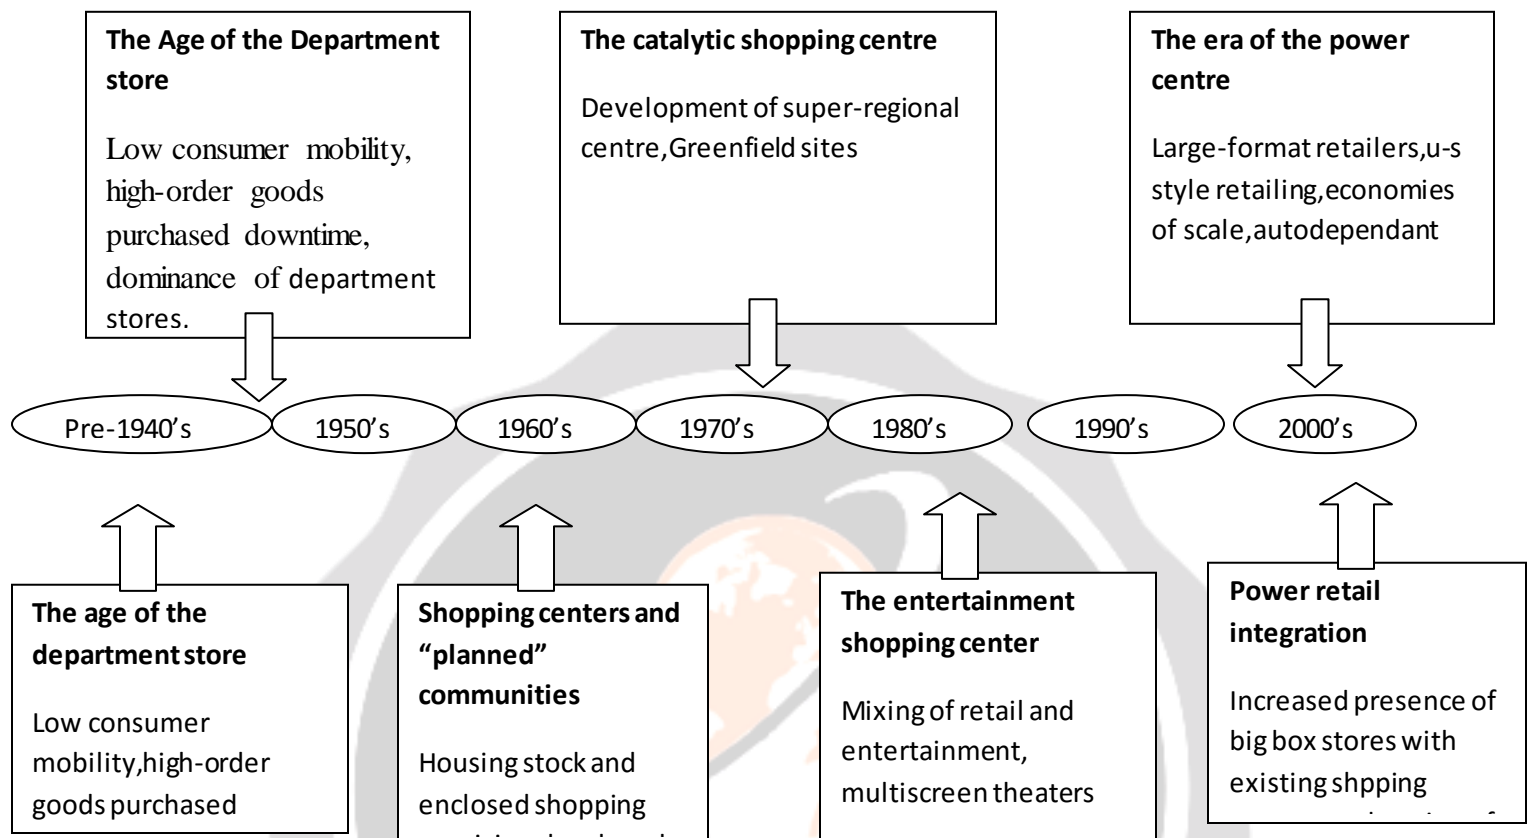 The Age of the Department
store
Low consumer mobility,
high-order goods
purchased downtime,
dominance of department
stores.
The catalytic shopping centre
Development of super-regional
centre,Greenfield sites
The era of the power
centre
Large-format retailers,u-s
style retailing,economies
of scale,autodependant
Pre-1940's
1950's
1960's
1970's
1980's
1990's
2000's
The age of the
department store
Low consumer
mobility,high-order
goods purchased
Shopping centers and
“planned”
communities
Housing stock and
enclosed shopping
The entertainment
shopping center
Mixing of retail and
entertainment,
multiscreen theaters
Power retail
integration
Increased presence of
big box stores with
existing shpping